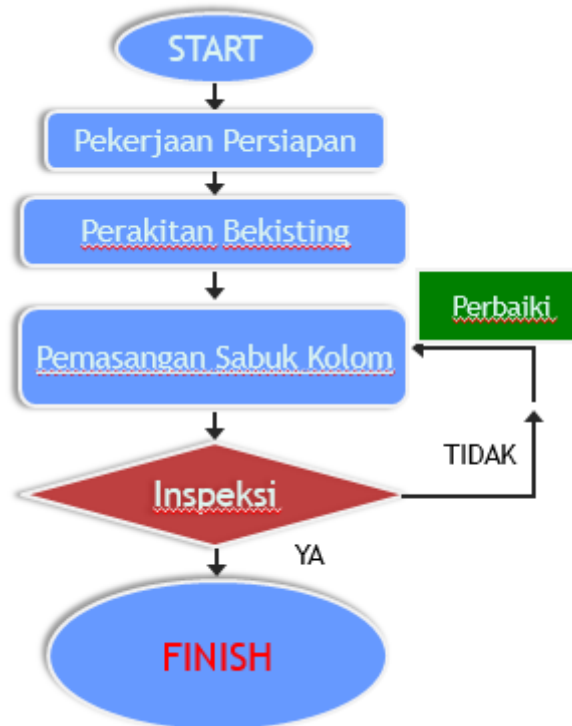 START
Pekerjaan Persiapan
Perakitan Bekisting
Perbaiki
Pemasangan Sabuk Kolom
TIDAK
Inspeksi
YA
FINISH